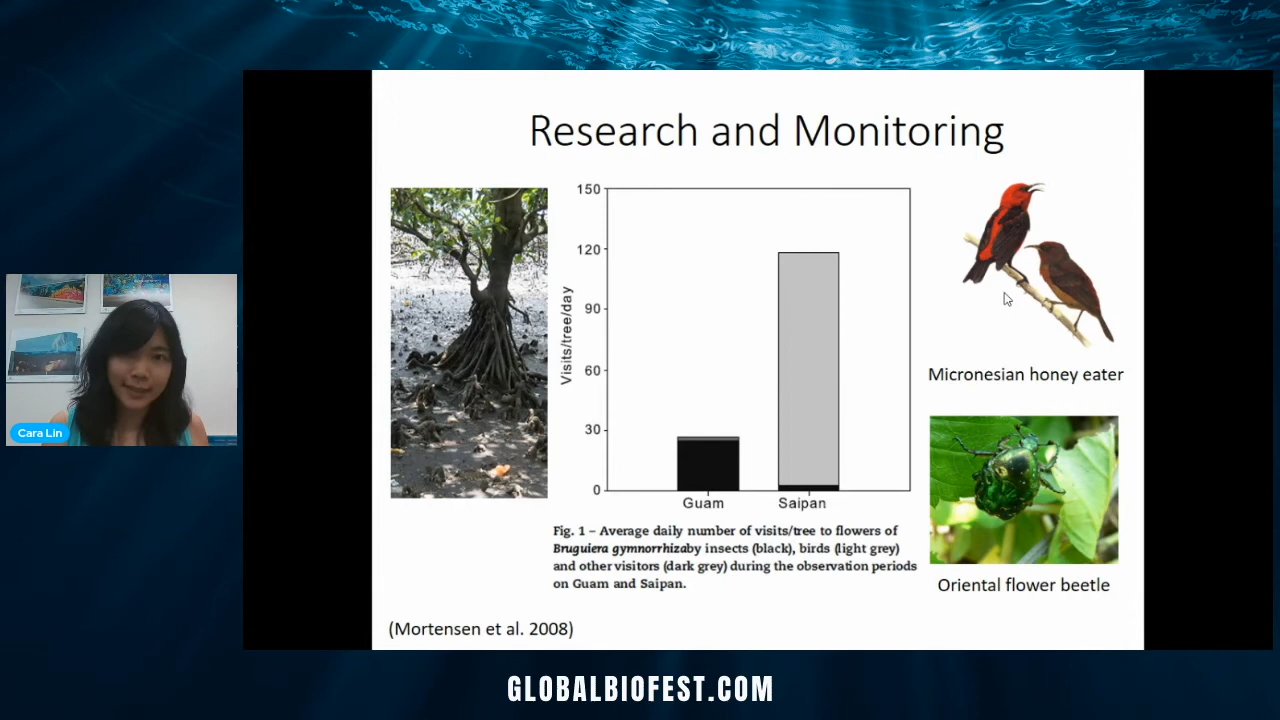 Research and Monitoring
150
120
90
60
30
0
Visits/tree/day
Guam
Saipan
Fig. 1 – Average daily number of visits/tree to flowers of
Bruguiera gymnorrhizaby insects (black), birds (light grey)
and other visitors (dark grey) during the observation periods
on Guam and Saipan.
(Mortensen et al. 2008)
Micronesian honey eater
Oriental flower beetle
Cara Lin
GLOBALBIOFEST.COM